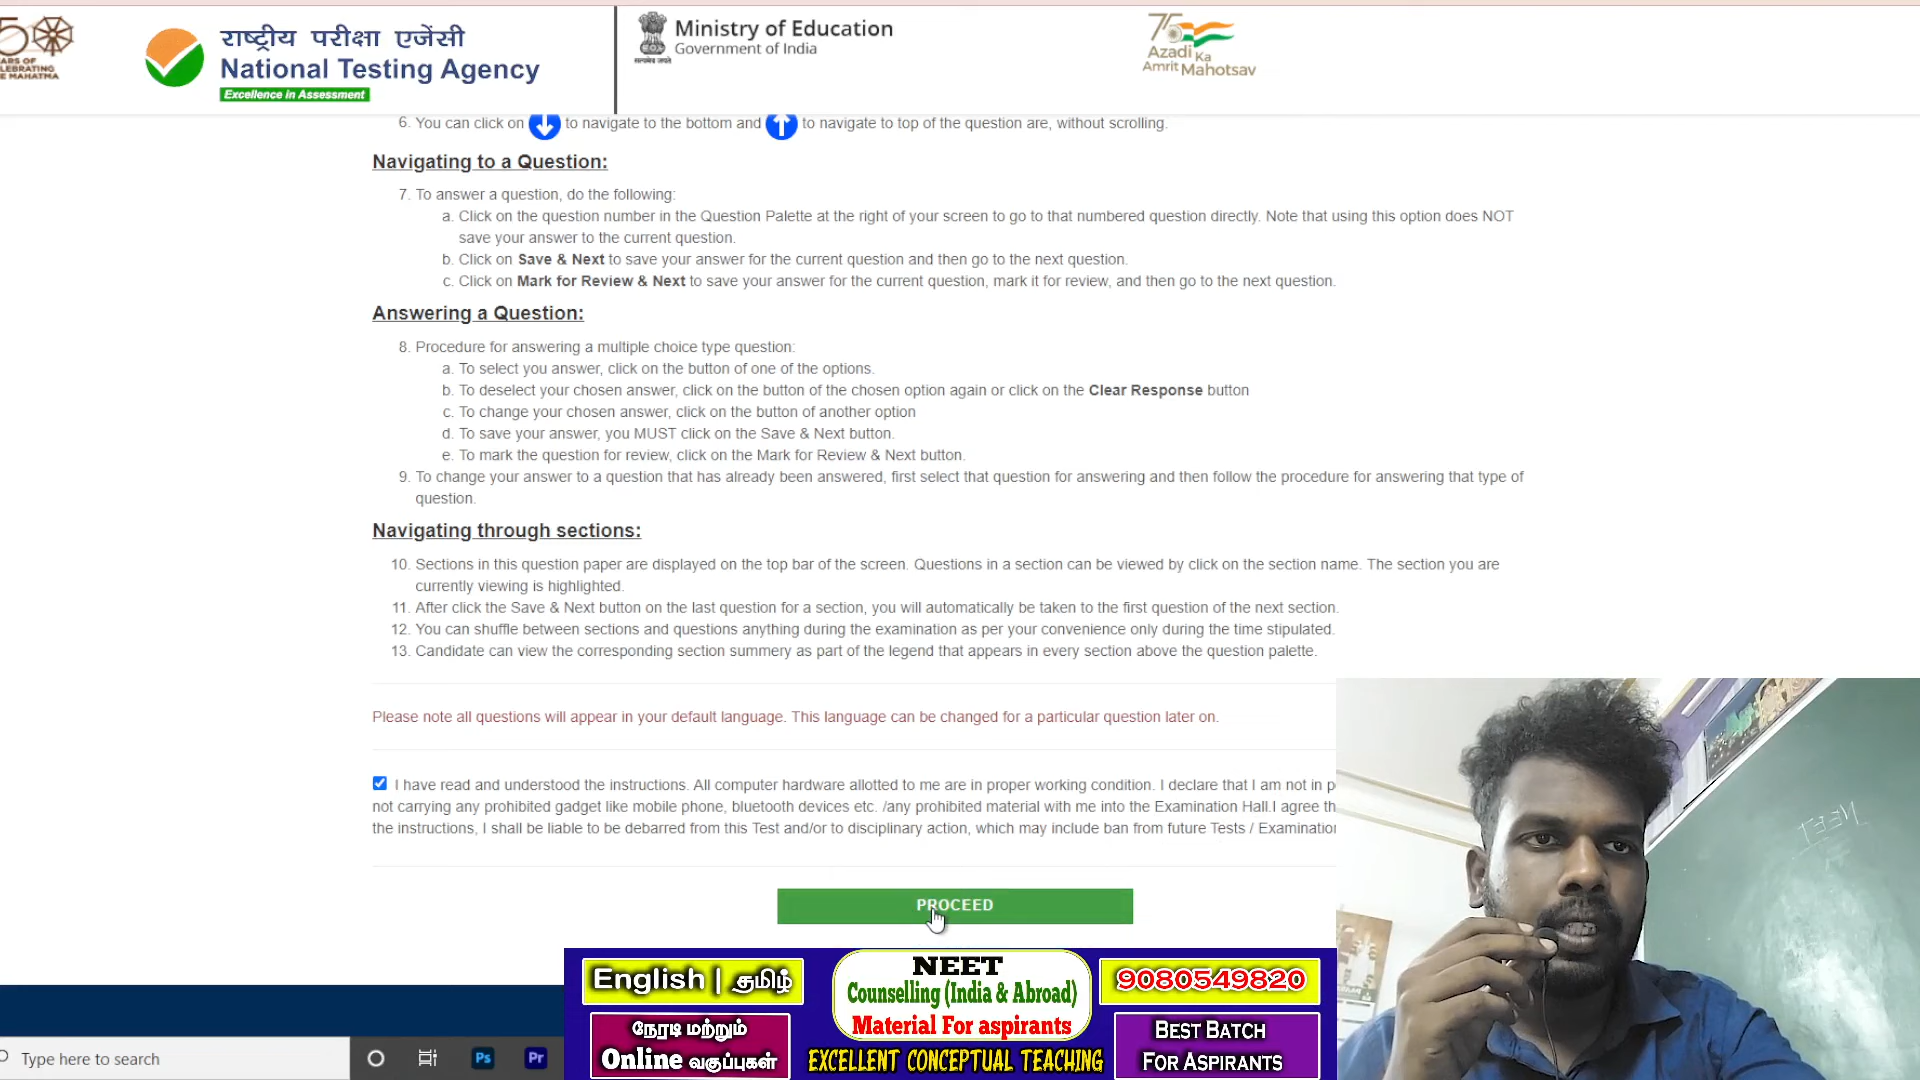 50
YEARS OF
CELEBRATING
THE MAHATMA
राष्ट्रीय परीक्षा एजेंसी
National Testing Agency
Excellence in Assessment
सत्यमेव जयते
Ministry of Education
Government of India
75
Azadi Ka
Amrit Mahotsav
6. You can click on to navigate to the bottom and to navigate to top of the question are, without scrolling.
Navigating to a Question:
7. To answer a question, do the following:
a. Click on the question number in the Question Palette at the right of your screen to go to that numbered question directly. Note that using this option does NOT
save your answer to the current question.
b. Click on Save & Next to save your answer for the current question and then go to the next question.
c. Click on Mark for Review & Next to save your answer for the current question, mark it for review, and then go to the next question.
Answering a Question:
8. Procedure for answering a multiple choice type question:
a. To select you answer, click on the button of one of the options.
b. To deselect your chosen answer, click on the button of the chosen option again or click on the Clear Response button
c. To change your chosen answer, click on the button of another option
d. To save your answer, you MUST click on the Save & Next button.
e. To mark the question for review, click on the Mark for Review & Next button.
9. To change your answer to a question that has already been answered, first select that question for answering and then follow the procedure for answering that type of
question.
Navigating through sections:
10. Sections in this question paper are displayed on the top bar of the screen. Questions in a section can be viewed by click on the section name. The section you are
currently viewing is highlighted.
11. After click the Save & Next button on the last question for a section, you will automatically be taken to the first question of the next section.
12. You can shuffle between sections and questions anything during the examination as per your convenience only during the time stipulated.
13. Candidate can view the corresponding section summery as part of the legend that appears in every section above the question palette.
Please note all questions will appear in your default language. This language can be changed for a particular question later on.
I have read and understood the instructions. All computer hardware allotted to me are in proper working condition. I declare that I am not in p
not carrying any prohibited gadget like mobile phone, bluetooth devices etc. /any prohibited material with me into the Examination Hall.I agree th
the instructions, I shall be liable to be debarred from this Test and/or to disciplinary action, which may include ban from future Tests / Examination
PROCEED
NEET
English | தமிழ்
NEET
Counselling (India & Abroad)
Material For aspirants
9080549820
நேரடி மற்றும்
Online வகுப்புகள்
EXCELLENT CONCEPTUAL TEACHING
BEST BATCH
FOR ASPIRANTS
Type here to search
Ps
Pr